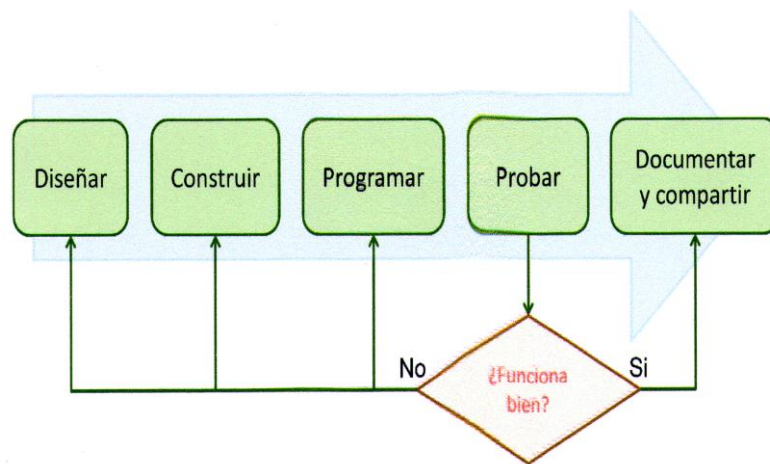 Diseñar
Construir
Programar
Probar
Documentar
y compartir
No
¿Funciona
bien?
Si